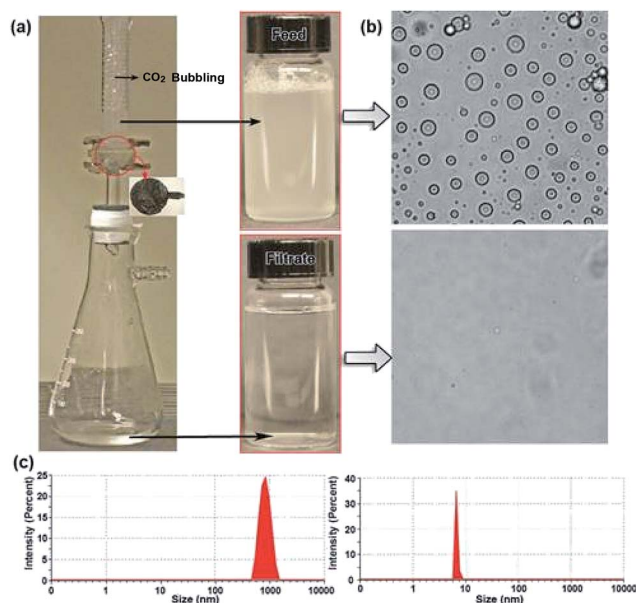 (a)
CO₂ Bubbling
Feed
(b)
Filtrate
(c)
Intensity (Percent)
25
20
15
10
5
0
0
1
10
100
1000
10000
Size (nm)
Intensity (Percent)
40
30
20
10
0
0
1
10
100
1000
10000
Size (nm)